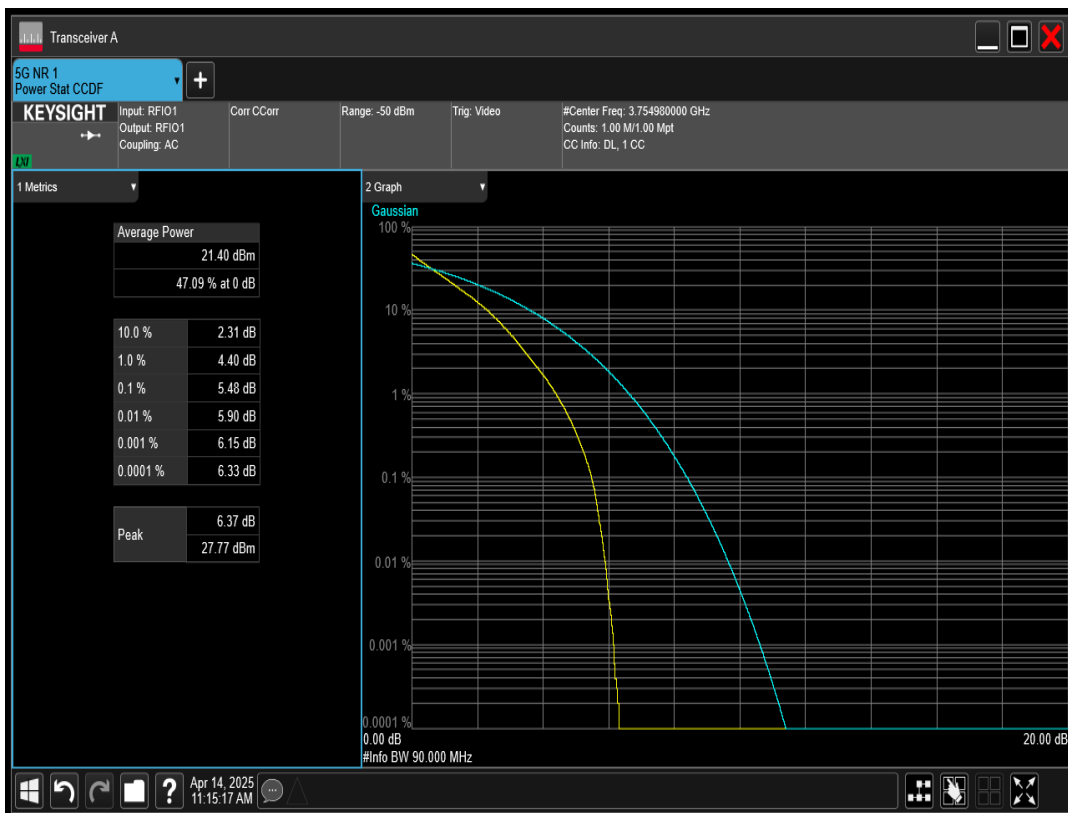 Transceiver A
5G NR 1
Power Stat CCDF
+
KEYSIGHT
LXI
Input: RFIO1
Output: RFIO1
Coupling: AC
Corr CCorr
Range: -50 dBm
Trig: Video
#Center Freq: 3.754980000 GHz
Counts: 1.00 M/1.00 Mpt
CC Info: DL, 1 CC
1 Metrics
Average Power
21.40 dBm
47.09 % at 0 dB
10.0 % 2.31 dB
1.0 % 4.40 dB
0.1 % 5.48 dB
0.01 % 5.90 dB
0.001 % 6.15 dB
0.0001 % 6.33 dB
Peak 6.37 dB
27.77 dBm
2 Graph
Gaussian
100 %
10 %
1 %
0.1 %
0.01 %
0.001 %
0.0001 %
0.00 dB 20.00 dB
#Info BW 90.000 MHz
?
Apr 14, 2025
11:15:17 AM